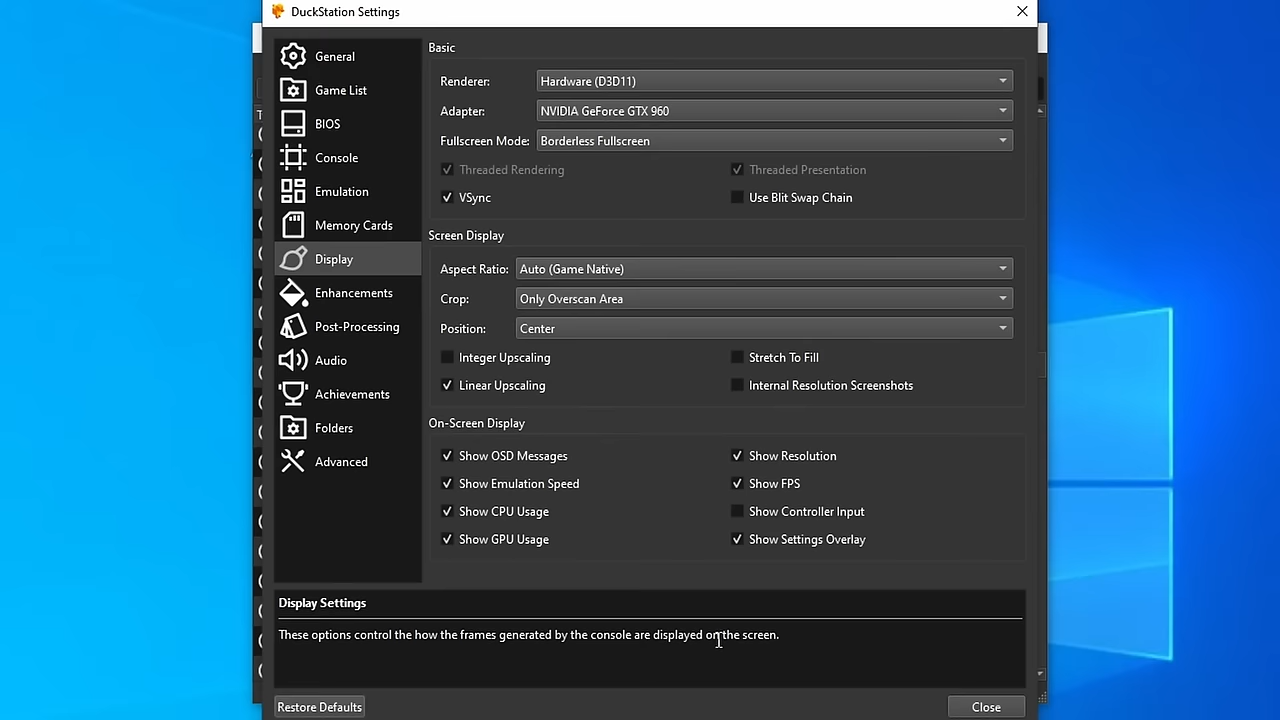 DuckStation Settings
General
Game List
BIOS
Console
Emulation
Memory Cards
Display
Enhancements
Post-Processing
Audio
Achievements
Folders
Advanced
Basic
Renderer: Hardware (D3D11)
Adapter: NVIDIA GeForce GTX 960
Fullscreen Mode: Borderless Fullscreen
Threaded Rendering Threaded Presentation
VSync Use Blit Swap Chain
Screen Display
Aspect Ratio: Auto (Game Native)
Crop: Only Overscan Area
Position: Center
Integer Upscaling Stretch To Fill
Linear Upscaling Internal Resolution Screenshots
On-Screen Display
Show OSD Messages Show Resolution
Show Emulation Speed Show FPS
Show CPU Usage Show Controller Input
Show GPU Usage Show Settings Overlay
Display Settings
These options control the how the frames generated by the console are displayed on the screen.
Restore Defaults Close